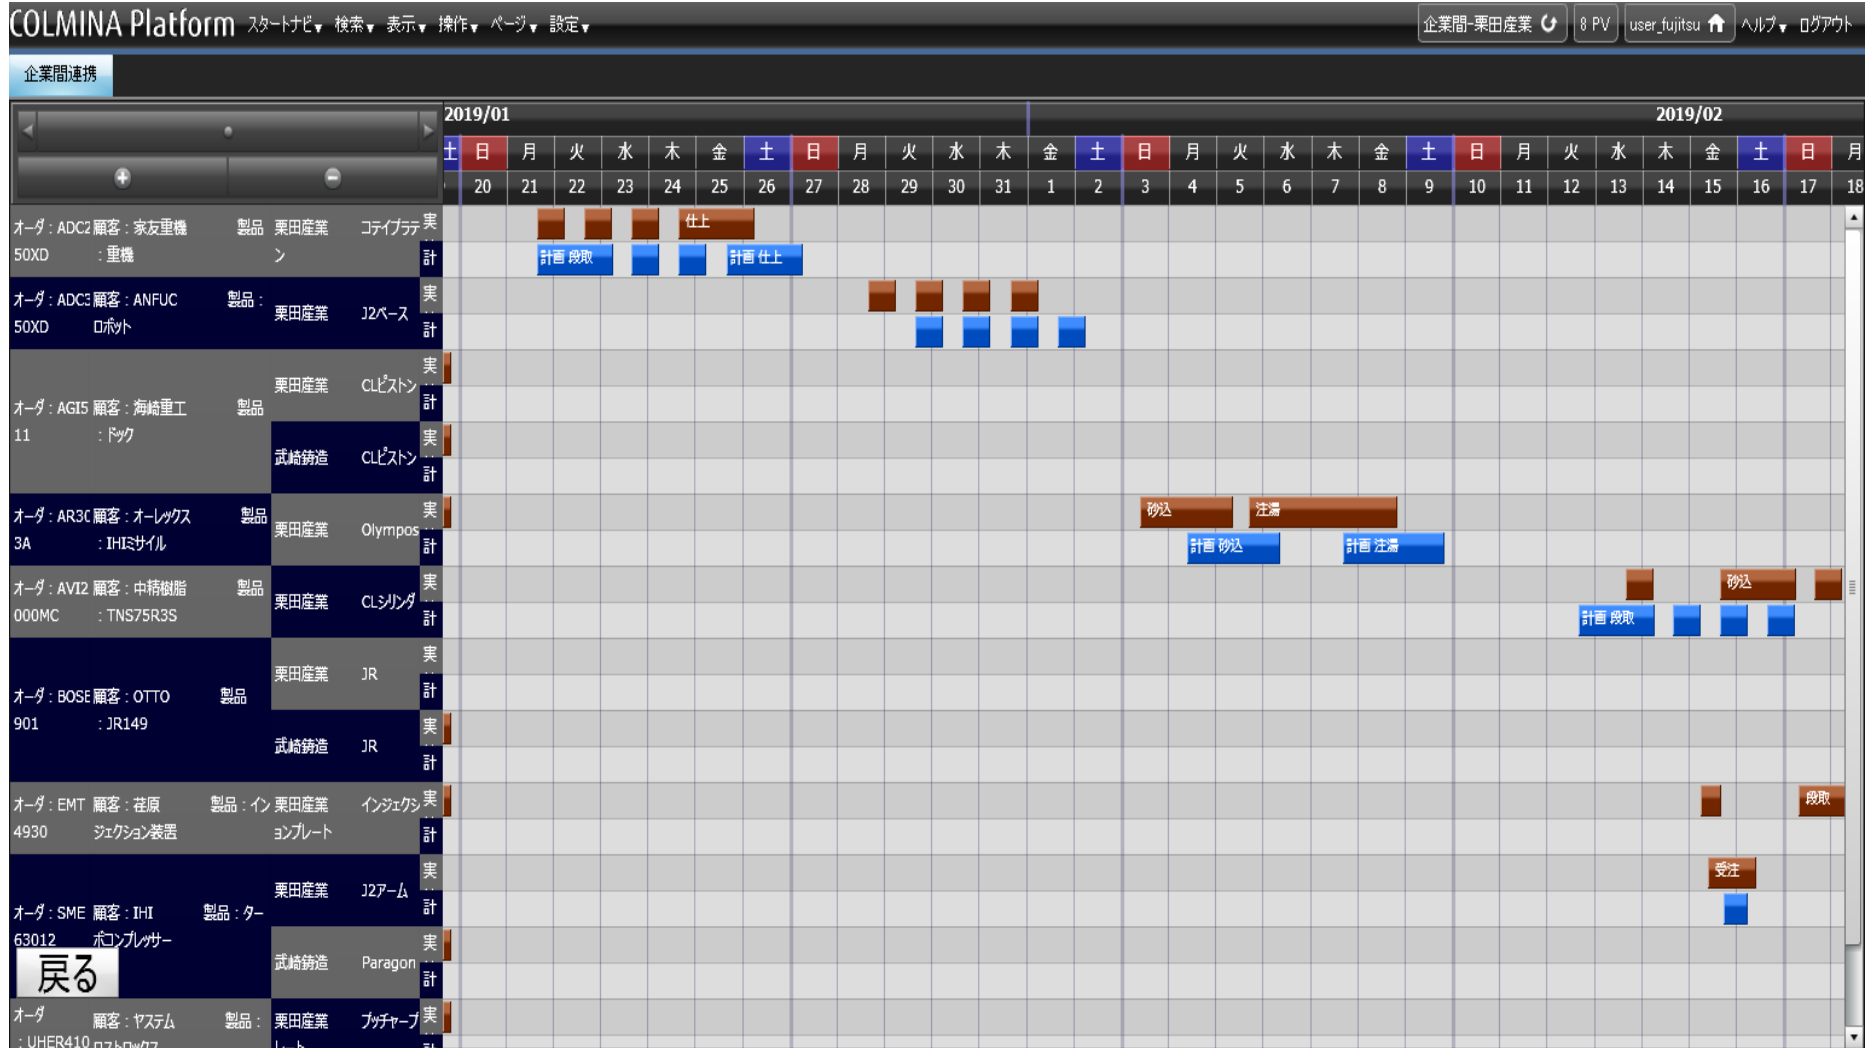 COLMINA Platform スタートナビ▼ 検索▼ 表示▼ 操作▼ ページ▼ 設定▼ 企業間-栗田産業 8 PV user_fujitsu ヘルプ▼ ログアウト
企業間連携
2019/01 2019/02
土 日 月 火 水 木 金 土 日 月 火 水 木 金 土 日 月 火 水 木 金 土 日 月 火 水 木 金 土 日 月
20 21 22 23 24 25 26 27 28 29 30 31 1 2 3 4 5 6 7 8 9 10 11 12 13 14 15 16 17 18
オーダ : ADC2 顧客 : 家友重機 製品 栗田産業 コテイプラテ 実 仕上
50XD : 重機 ン 計 計画 段取 計画 仕上
オーダ : ADC3 顧客 : ANFUC 製品 : 栗田産業 J2ベース 実
50XD ロボット 計
オーダ : AGI5 顧客 : 海崎重工 製品 栗田産業 CLピストン 実
計
11 : ドック 武崎鋳造 CLピストン 実
計
オーダ : AR3C 顧客 : オーレックス 製品 栗田産業 Olympos 実 砂込 注湯
3A : IHIミサイル 計 計画 砂込 計画 注湯
オーダ : AVI2 顧客 : 中精樹脂 製品 栗田産業 CLシリンダ 実 砂込
000MC : TNS75R3S 計 計画 段取
栗田産業 JR 実
オーダ : BOSE 顧客 : OTTO 製品 計
901 : JR149 武崎鋳造 JR 実
計
オーダ : EMT 顧客 : 荏原 製品 : イン 栗田産業 インジェクシ 実 段取
4930 ジェクション装置 ョンプレート 計
栗田産業 J2アーム 実 受注
オーダ : SME 顧客 : IHI 製品 : ター 計
63012 ボコンプレッサー 武崎鋳造 Paragon 実
戻る 計
オーダ 顧客 : ヤステム 製品 : 栗田産業 プッチャープ 実
: UHER410